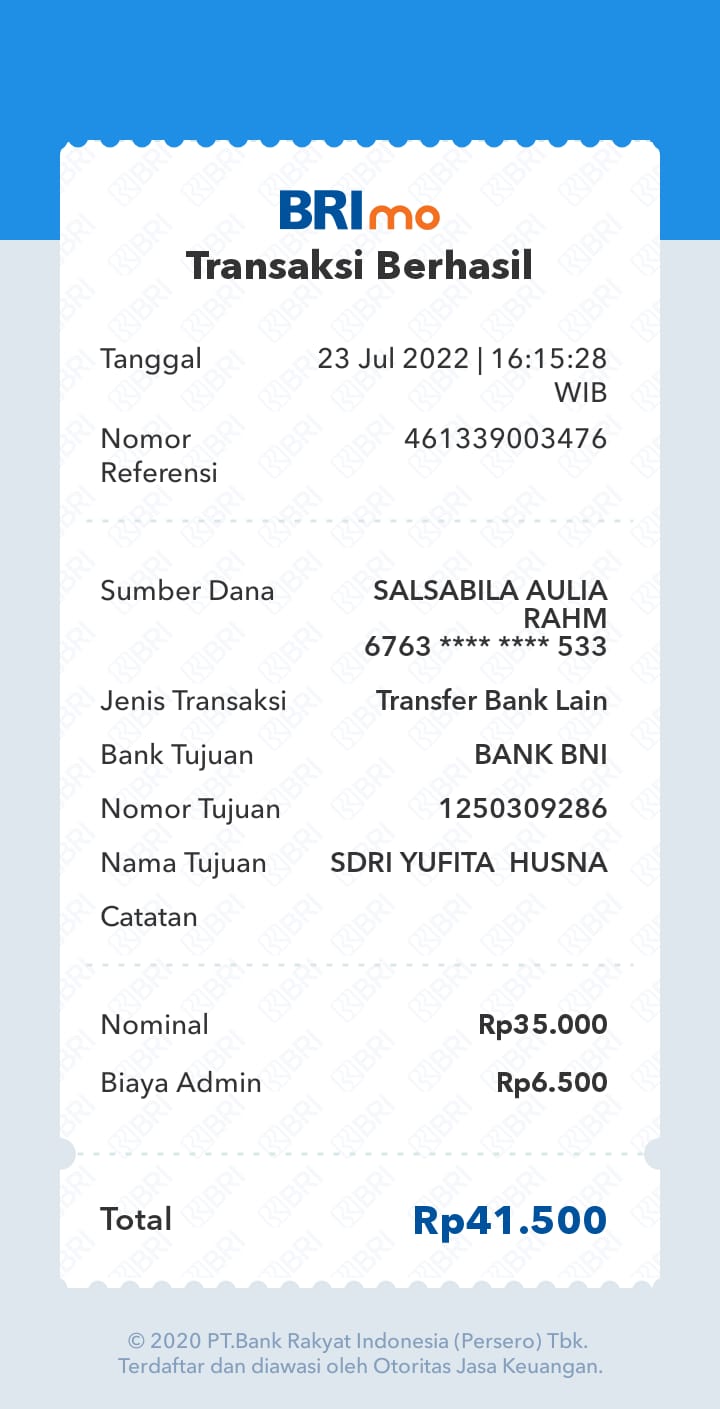 BRImo
Transaksi Berhasil
Tanggal 23 Jul 2022 | 16:15:28
WIB
Nomor 461339003476
Referensi
Sumber Dana SALSABILA AULIA
RAHM
6763 **** **** 533
Jenis Transaksi Transfer Bank Lain
Bank Tujuan BANK BNI
Nomor Tujuan 1250309286
Nama Tujuan SDRI YUFITA  HUSNA
Catatan
Nominal Rp35.000
Biaya Admin Rp6.500
Total Rp41.500
© 2020 PT.Bank Rakyat Indonesia (Persero) Tbk.
Terdaftar dan diawasi oleh Otoritas Jasa Keuangan.